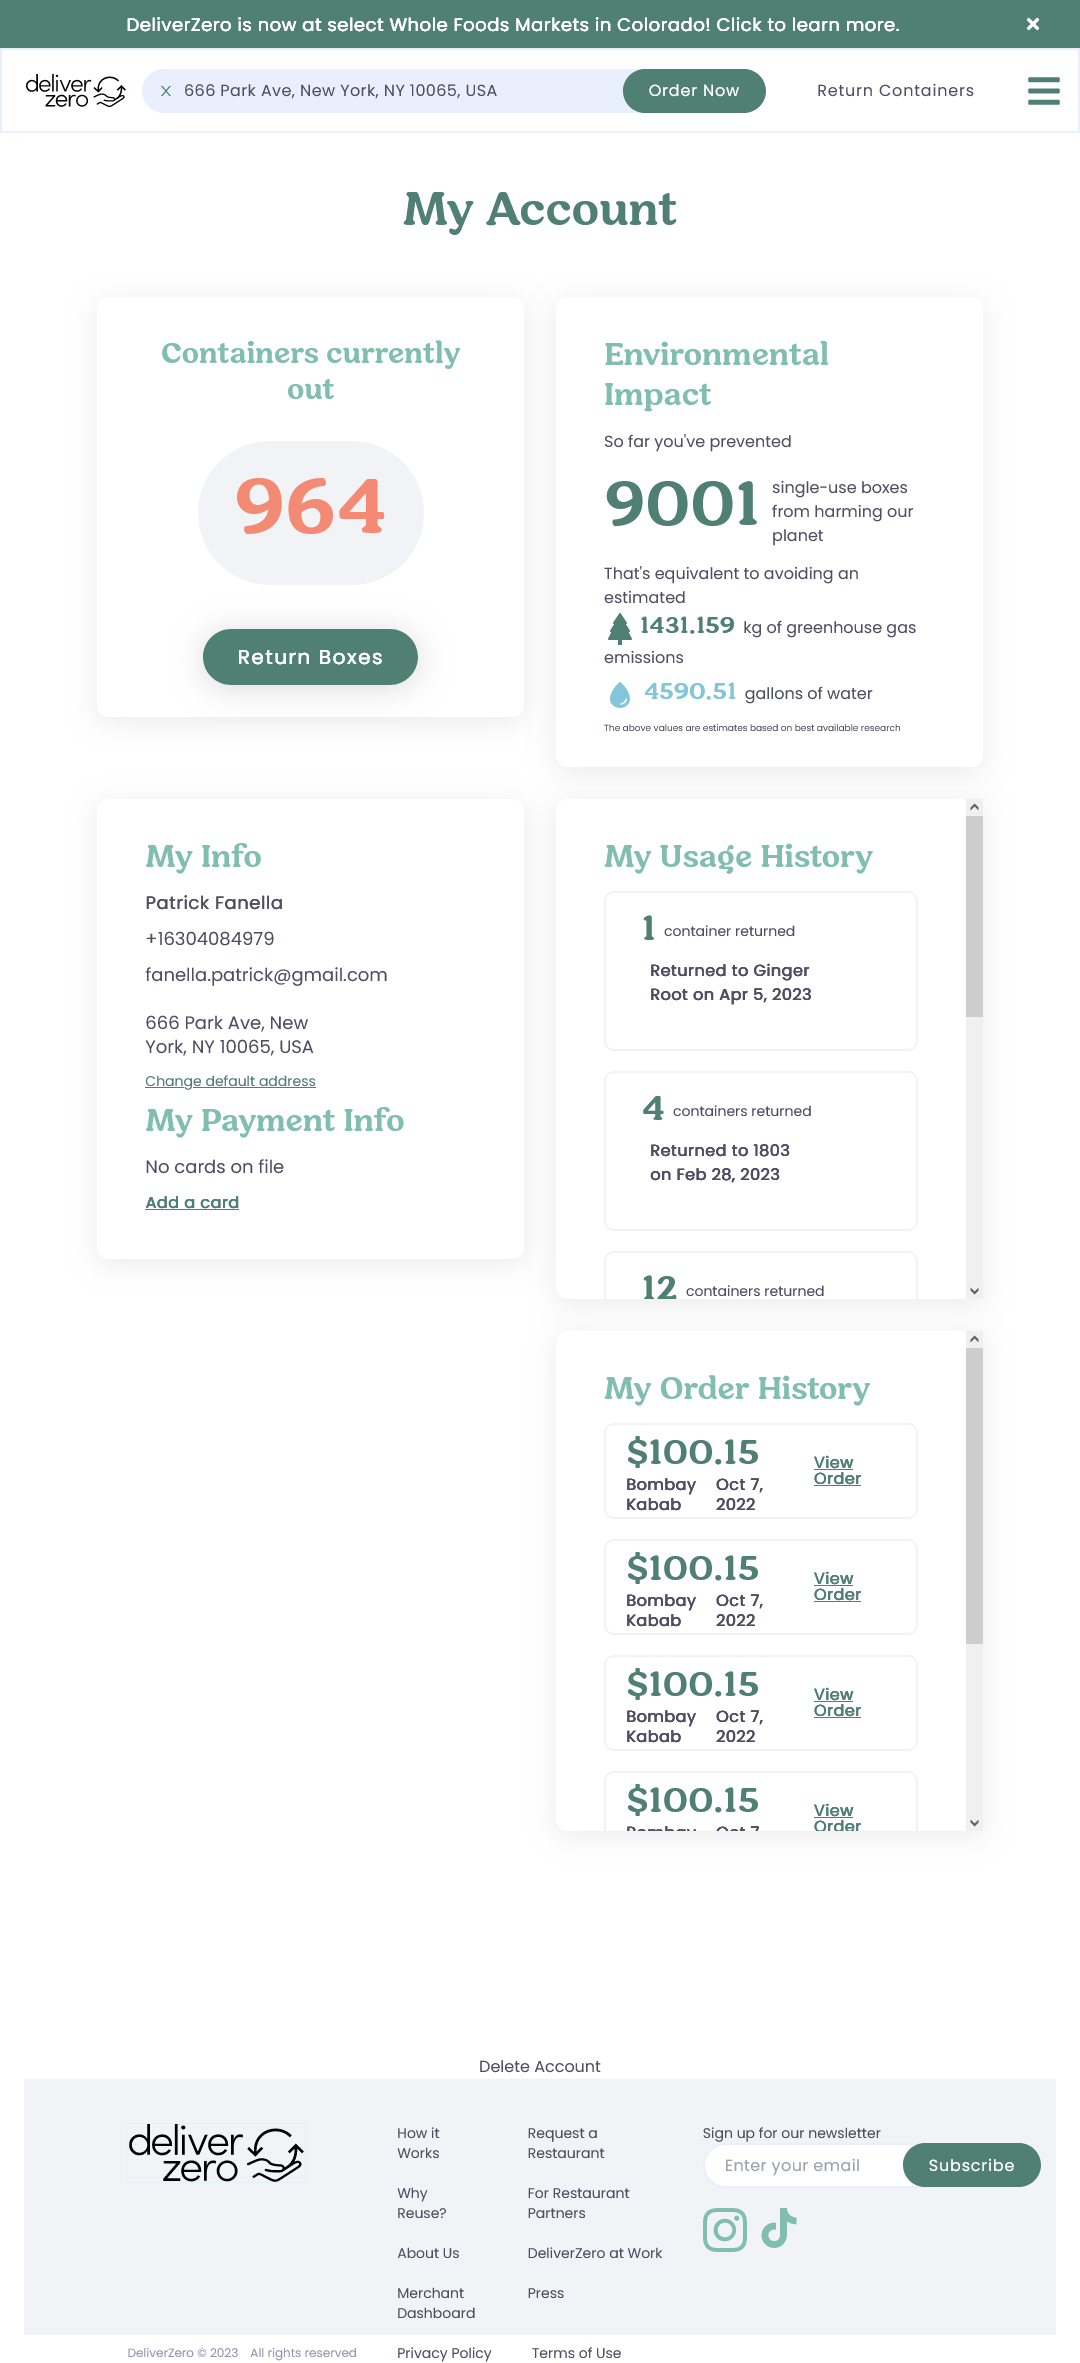 DeliverZero is now at select Whole Foods Markets in Colorado! Click to learn more.
deliver
zero
666 Park Ave, New York, NY 10065, USA
Order Now
Return Containers
My Account
Containers currently
out
964
Return Boxes
Environmental
Impact
So far you've prevented
9001
single-use boxes
from harming our
planet
That's equivalent to avoiding an
estimated
1431.159 kg of greenhouse gas
emissions
4590.51 gallons of water
The above values are estimates based on best available research
My Info
Patrick Fanella
+16304084979
fanella.patrick@gmail.com
666 Park Ave, New
York, NY 10065, USA
Change default address
My Payment Info
No cards on file
Add a card
My Usage History
1 container returned
Returned to Ginger
Root on Apr 5, 2023
4 containers returned
Returned to 1803
on Feb 28, 2023
12 containers returned
My Order History
$100.15
Bombay
Kabab
Oct 7,
2022
View
Order
$100.15
Bombay
Kabab
Oct 7,
2022
View
Order
$100.15
Bombay
Kabab
Oct 7,
2022
View
Order
$100.15
Bombay
Oct 7,
View
Order
Delete Account
deliver
zero
How it
Works
Why
Reuse?
About Us
Merchant
Dashboard
Request a
Restaurant
For Restaurant
Partners
DeliverZero at Work
Press
Sign up for our newsletter
Enter your email
Subscribe
DeliverZero © 2023 All rights reserved
Privacy Policy
Terms of Use